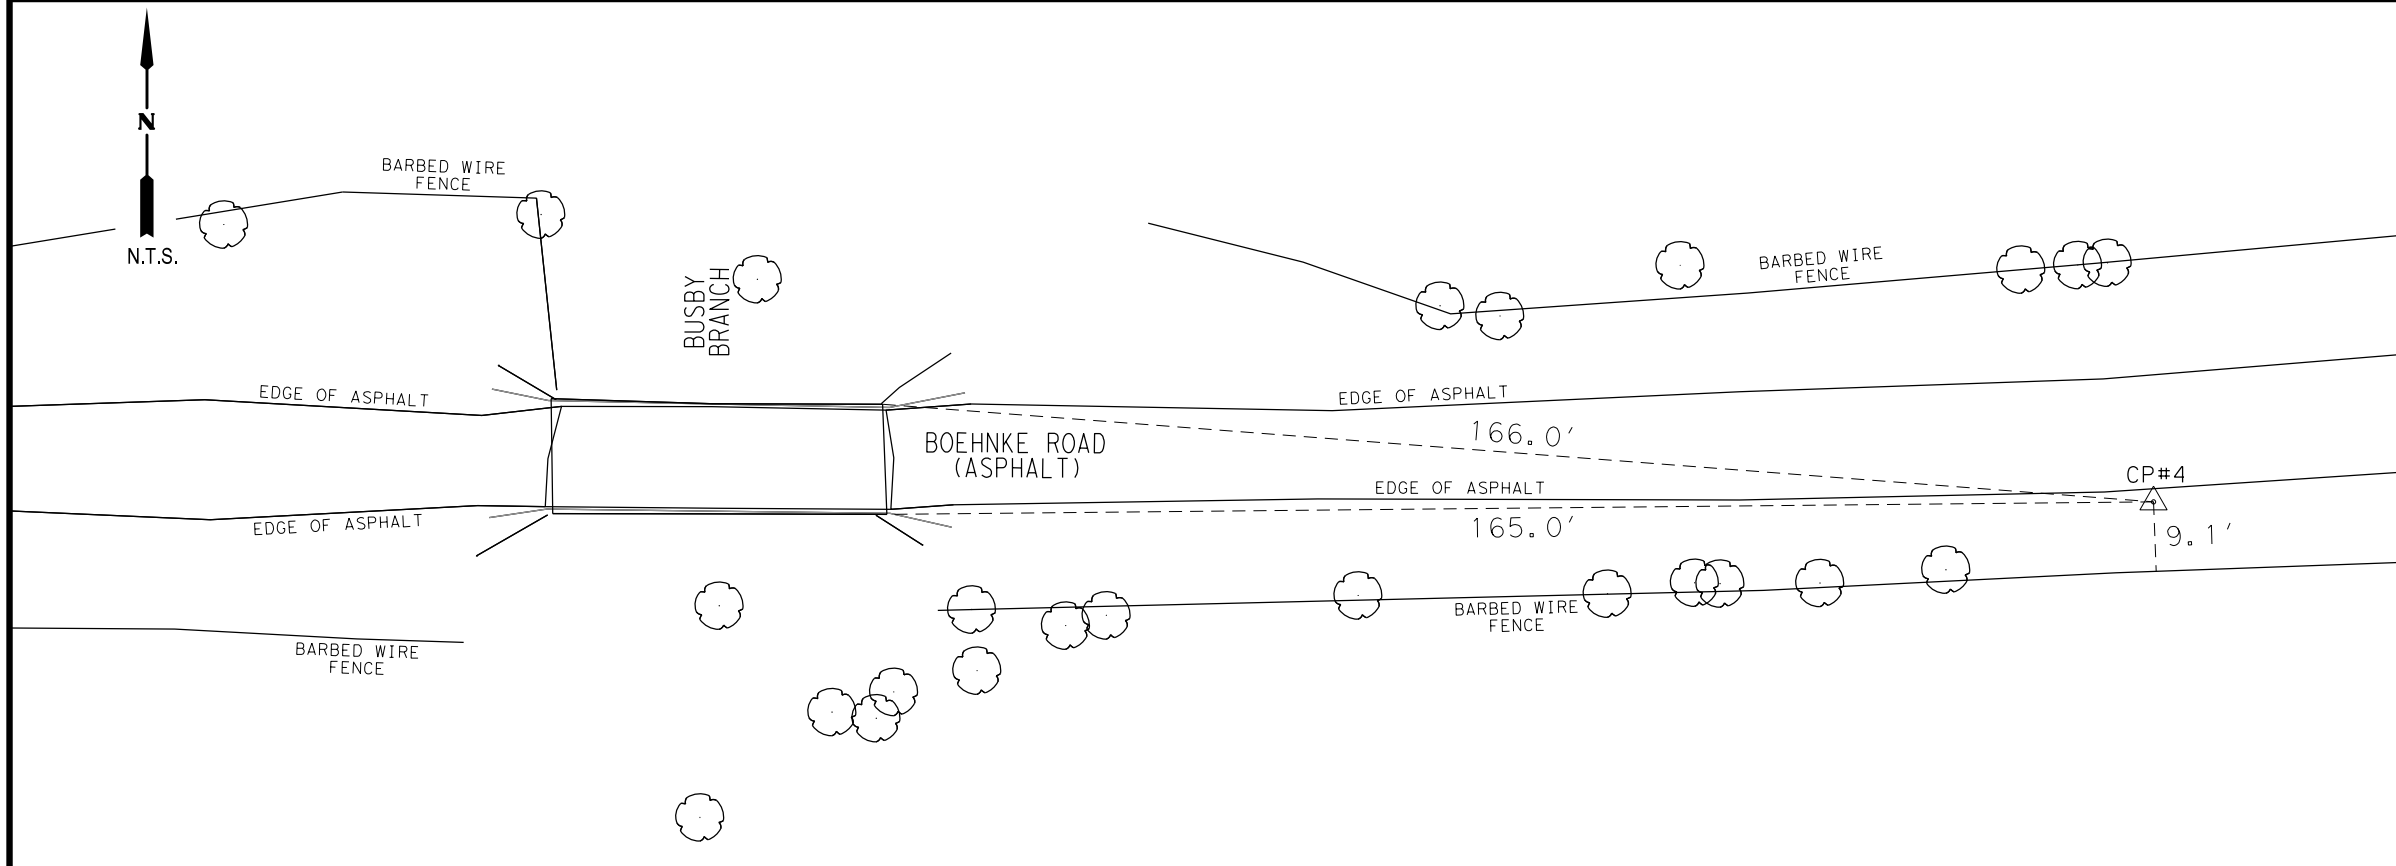 N
N.T.S.
BARBED WIRE
FENCE
BUSBY
BRANCH
BARBED WIRE
FENCE
EDGE OF ASPHALT
EDGE OF ASPHALT
BOEHNKE ROAD
(ASPHALT)
166.0'
CP#4
EDGE OF ASPHALT
165.0'
9.1'
EDGE OF ASPHALT
BARBED WIRE
FENCE
BARBED WIRE
FENCE